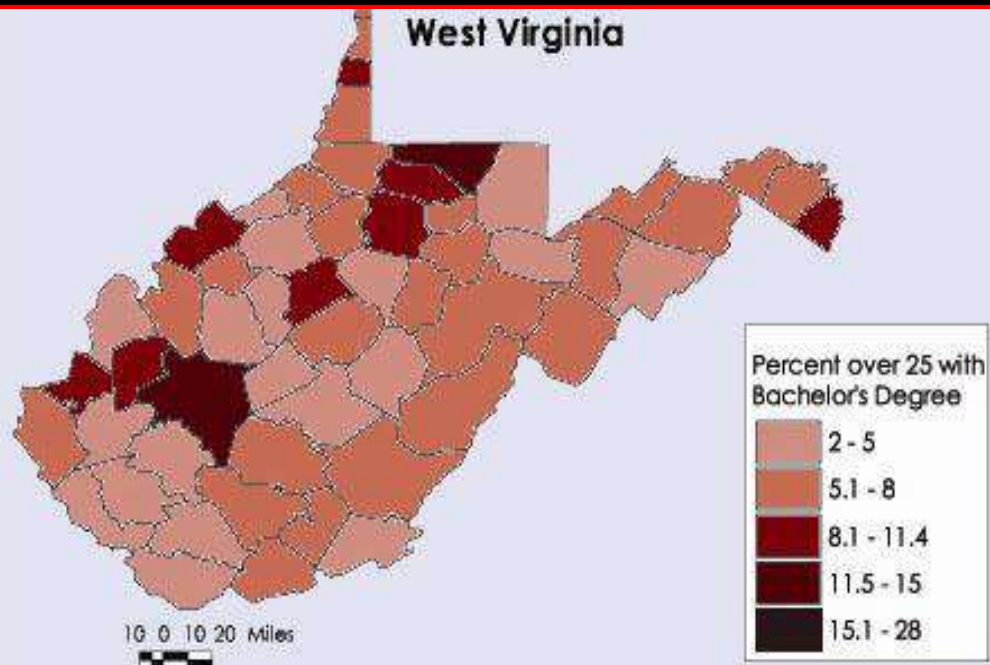 West Virginia
Percent over 25 with
Bachelor's Degree
2 - 5
5.1 - 8
8.1 - 11.4
11.5 - 15
15.1 - 28
10 0 10 20 Miles